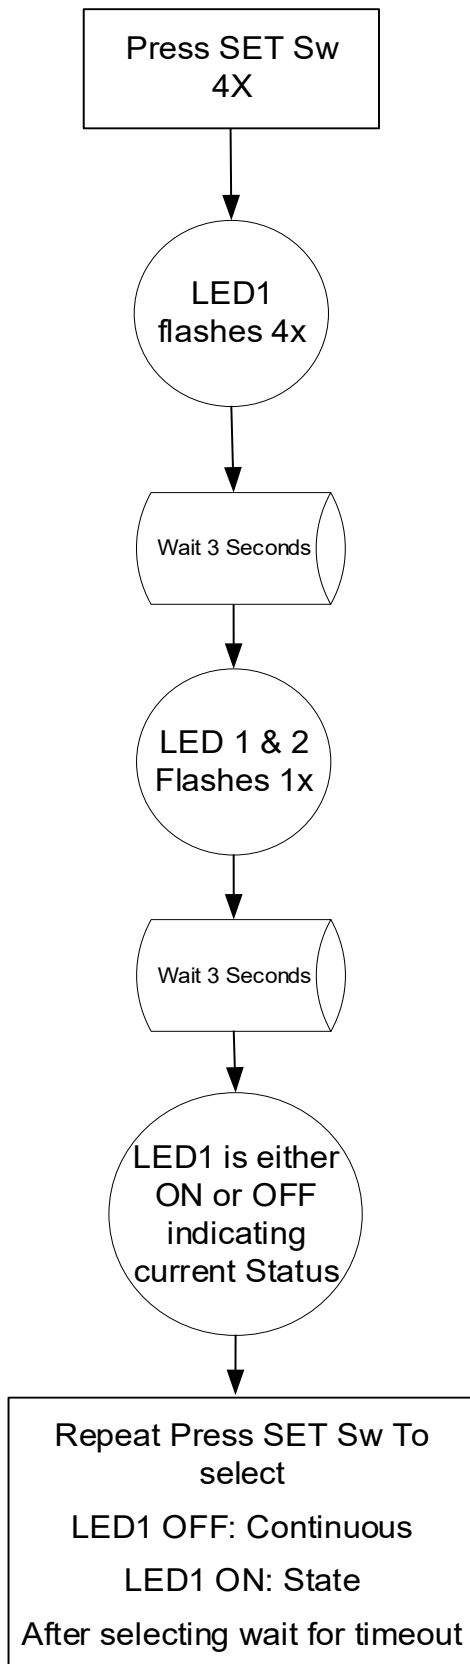 Press SET Sw
4X
LED1
flashes 4x
Wait 3 Seconds
LED 1 & 2
Flashes 1x
Wait 3 Seconds
LED1 is either
ON or OFF
indicating
current Status
Repeat Press SET Sw To
select
LED1 OFF: Continuous
LED1 ON: State
After selecting wait for timeout